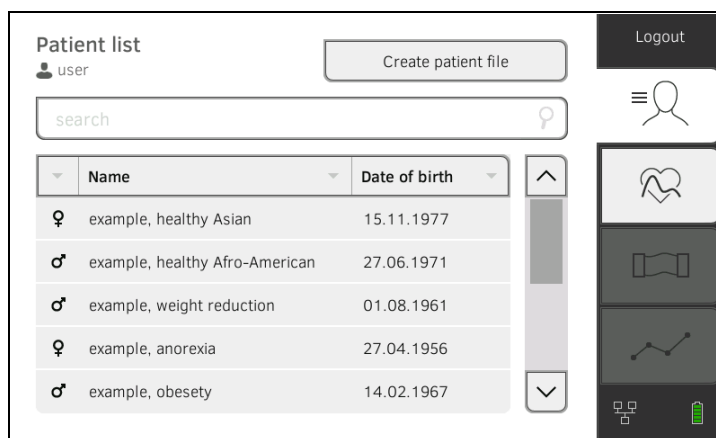 Patient list
user
Create patient file
Logout
search
Name Date of birth
♀ example, healthy Asian 15.11.1977
♂ example, healthy Afro-American 27.06.1971
♂ example, weight reduction 01.08.1961
♀ example, anorexia 27.04.1956
♂ example, obesety 14.02.1967